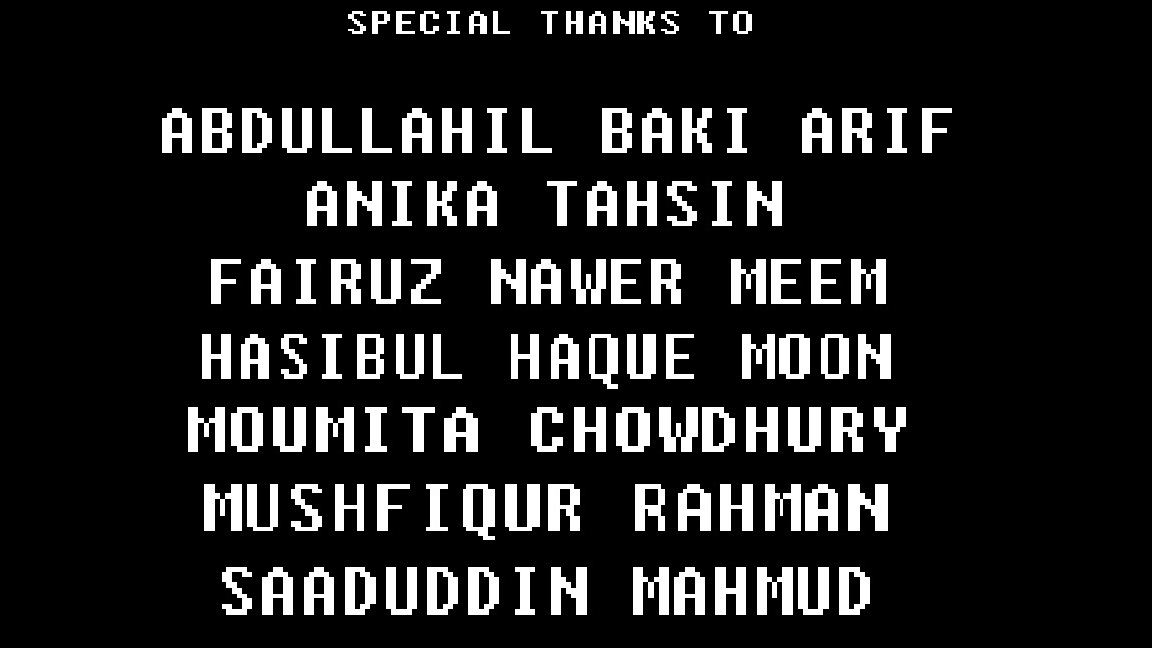 SPECIAL THANKS TO
ABDULLAHIL BAKI ARIF
ANIKA TAHSIN
FAIRUZ NAWER MEEM
HASIBUL HAQUE MOON
MOUMITA CHOWDHURY
MUSHFIQUR RAHMAN
SAADUDDIN MAHMUD